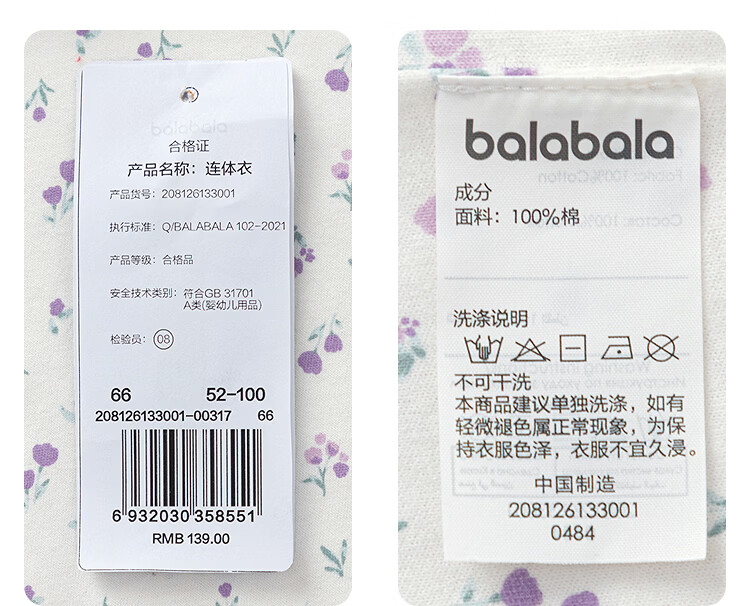 合格证
产品名称：连体衣
产品货号：208126133001
执行标准：Q/BALABALA 102-2021
产品等级：合格品
安全技术类别：符合GB 31701
A类(婴幼儿用品)
检验员：08
66 52-100
208126133001-00317 66
6 932030 358551
RMB 139.00
balabala
成分
面料：100%棉
洗涤说明
不可干洗
本商品建议单独洗涤，如有
轻微褪色属正常现象，为保
持衣服色泽，衣服不宜久浸。
中国制造
208126133001
0484